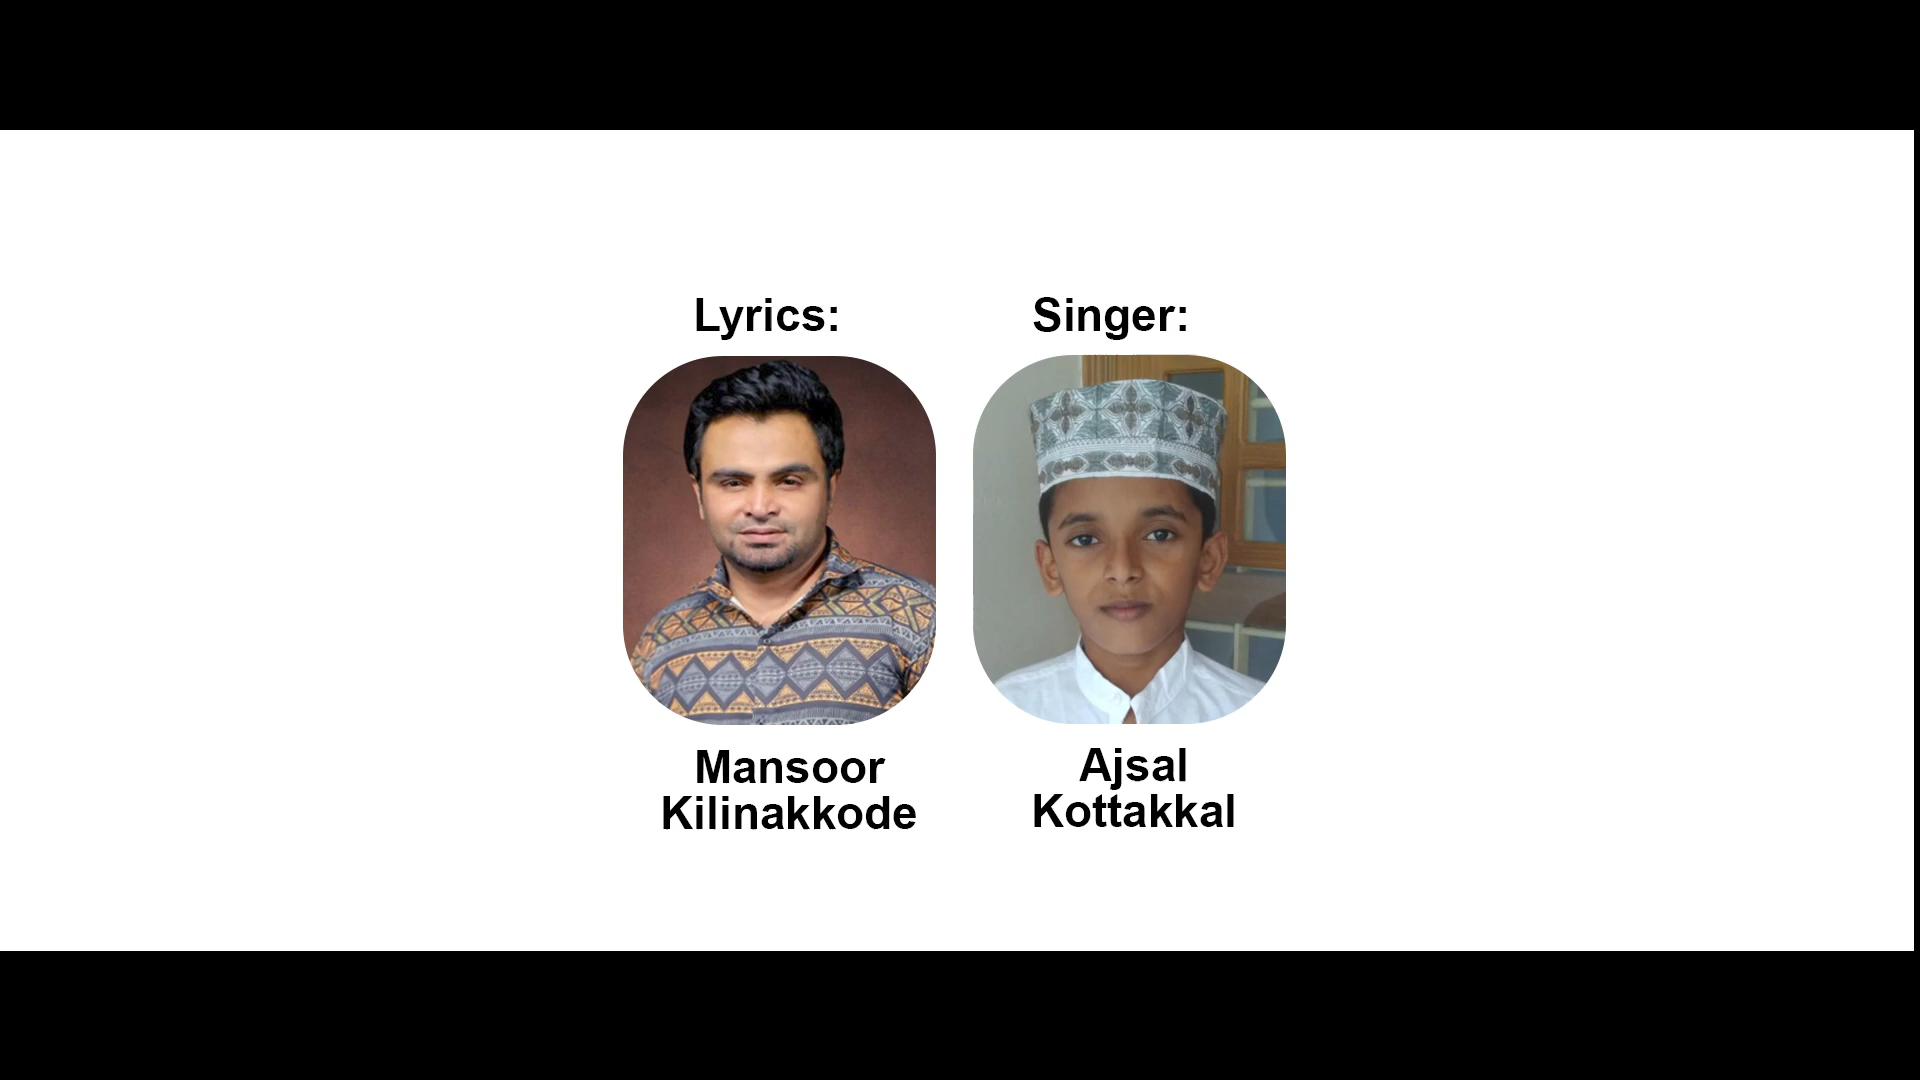 Lyrics:
Singer:
Mansoor
Kilinakkode
Ajsal
Kottakkal